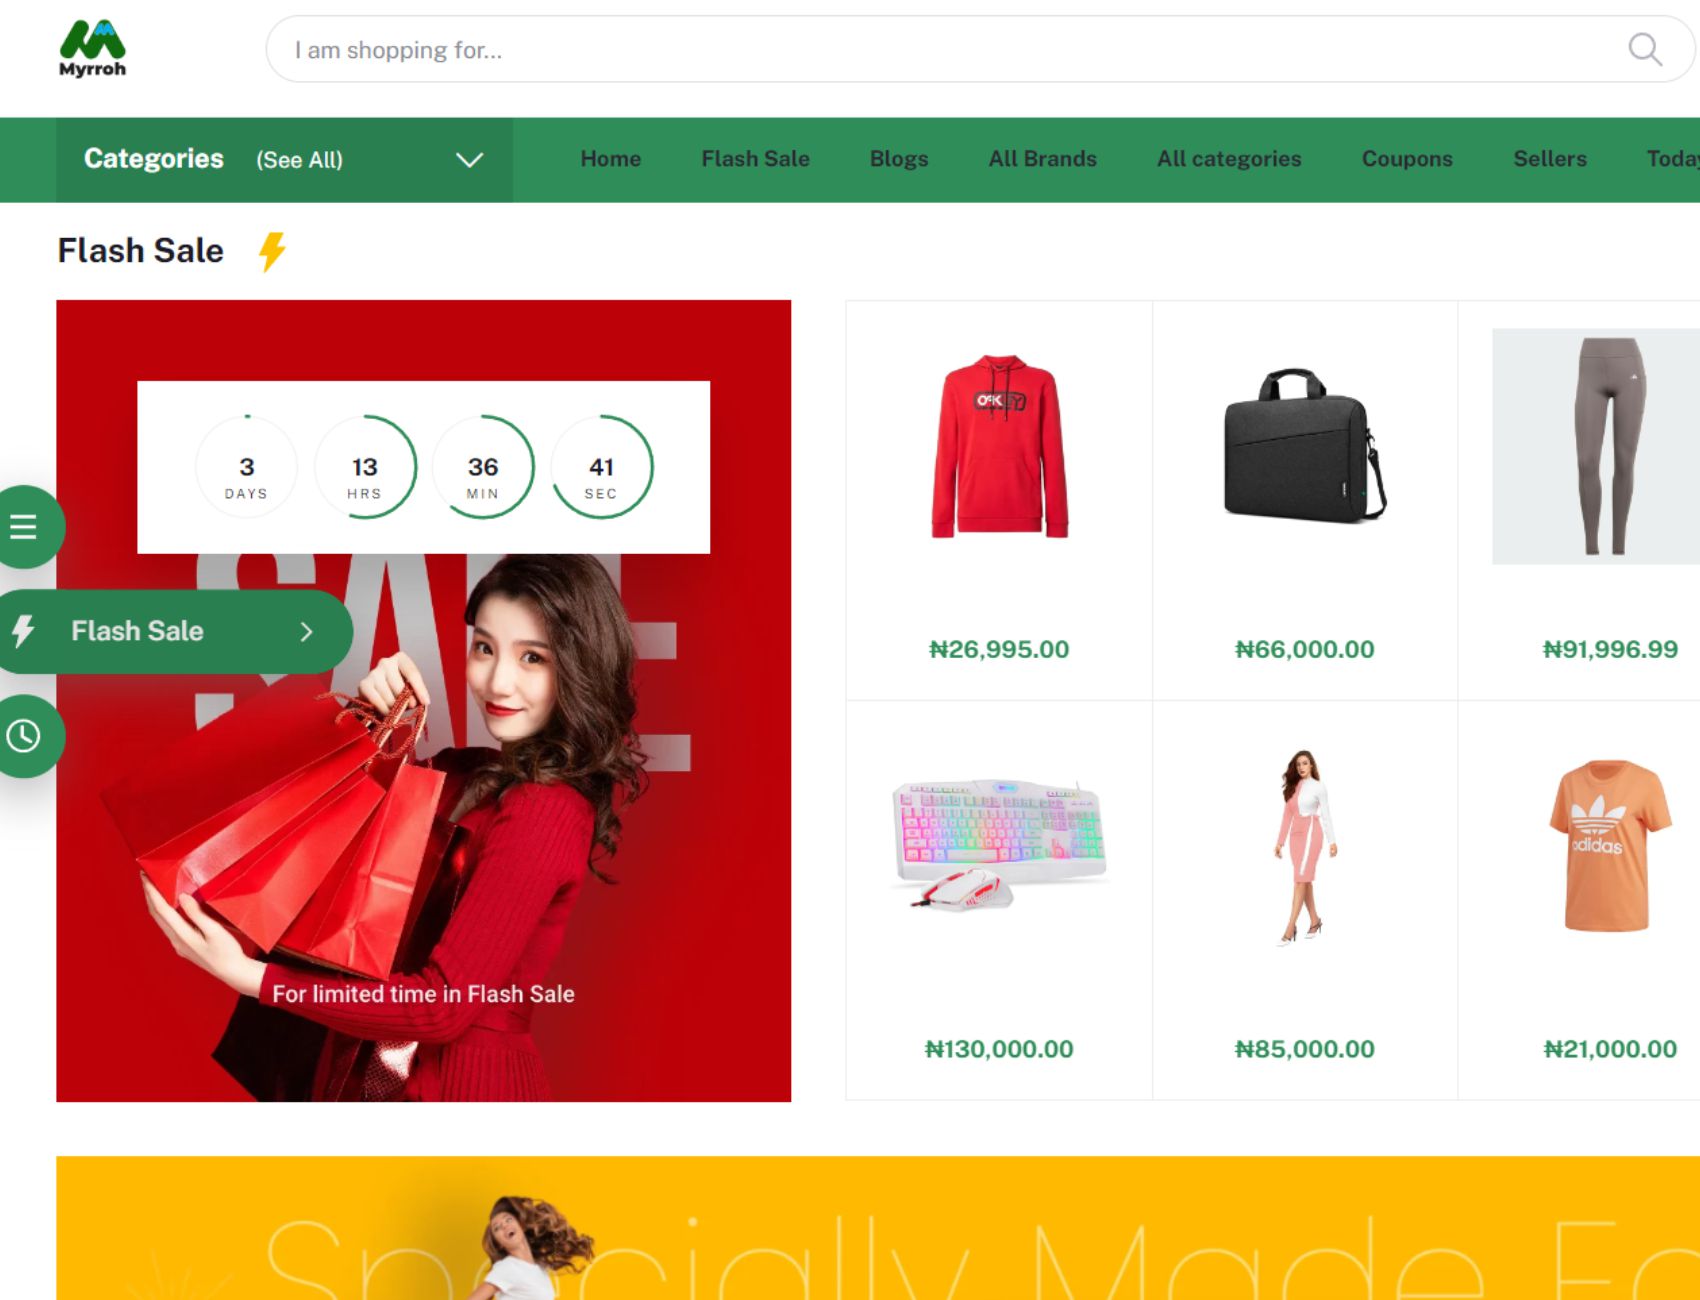 Myrroh
I am shopping for...
Categories (See All)
Home Flash Sale Blogs All Brands All categories Coupons Sellers
Flash Sale
3 DAYS
13 HRS
36 MIN
41 SEC
SALE
Flash Sale
For limited time in Flash Sale
₦26,995.00
₦66,000.00
₦91,996.99
adidas
₦130,000.00
₦85,000.00
₦21,000.00
Specially Made